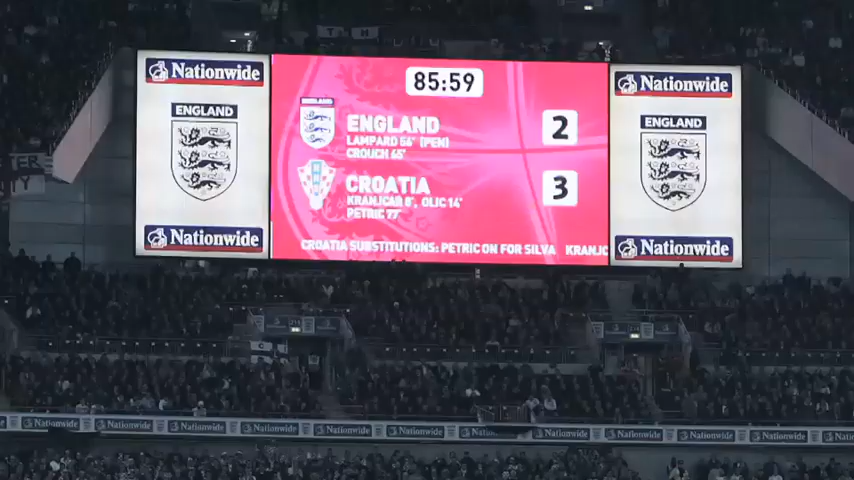 Nationwide
ENGLAND
Nationwide
85:59
ENGLAND
ENGLAND 2
LAMPARD 56' (PEN)
CROUCH 65'
CROATIA 3
KRANJCAR 8', OLIC 14'
PETRIC 77'
CROATIA SUBSTITUTIONS: PETRIC ON FOR SILVA KRANJC
Nationwide
ENGLAND
Nationwide
Nationwide Nationwide Nationwide Nationwide Nationwide Nationwide Nationwide Nationwide Nationwide Nationwide Nationwide